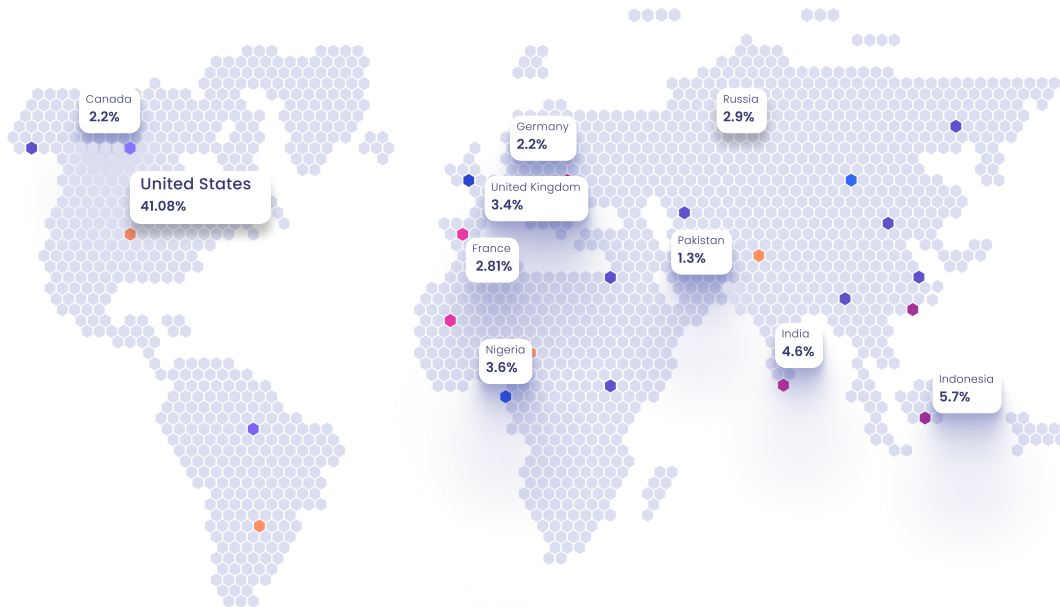 Canada
2.2%
United States
41.08%
Germany
2.2%
United Kingdom
3.4%
France
2.81%
Nigeria
3.6%
Russia
2.9%
Pakistan
1.3%
India
4.6%
Indonesia
5.7%